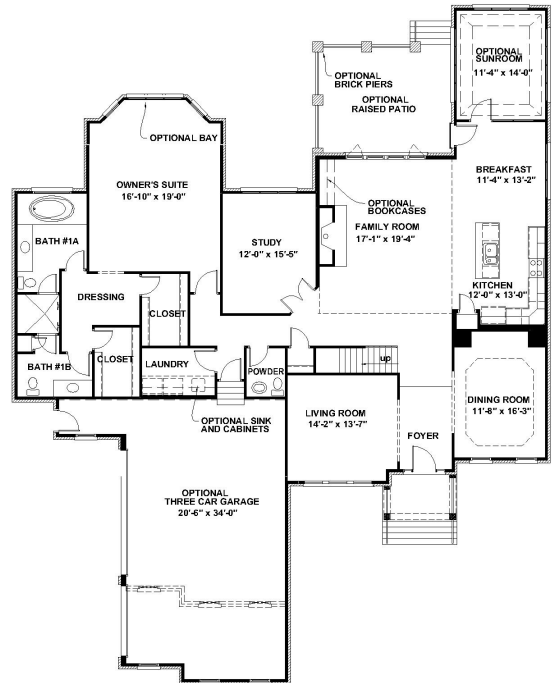 OPTIONAL
SUNROOM
11'-4" x 14'-0"
OPTIONAL
BRICK PIERS
OPTIONAL
RAISED PATIO
OPTIONAL BAY
OWNER'S SUITE
16'-10" x 19'-0"
BREAKFAST
11'-4" x 13'-2"
OPTIONAL
BOOKCASES
FAMILY ROOM
17'-1" x 19'-4"
STUDY
12'-0" x 15'-5"
BATH #1A
DRESSING
KITCHEN
12'-0" x 13'-0"
CLOSET
CLOSET
LAUNDRY
BATH #1B
POWDER
up
OPTIONAL SINK
AND CABINETS
LIVING ROOM
14'-2" x 13'-7"
DINING ROOM
11'-8" x 16'-3"
FOYER
OPTIONAL
THREE CAR GARAGE
20'-6" x 34'-0"